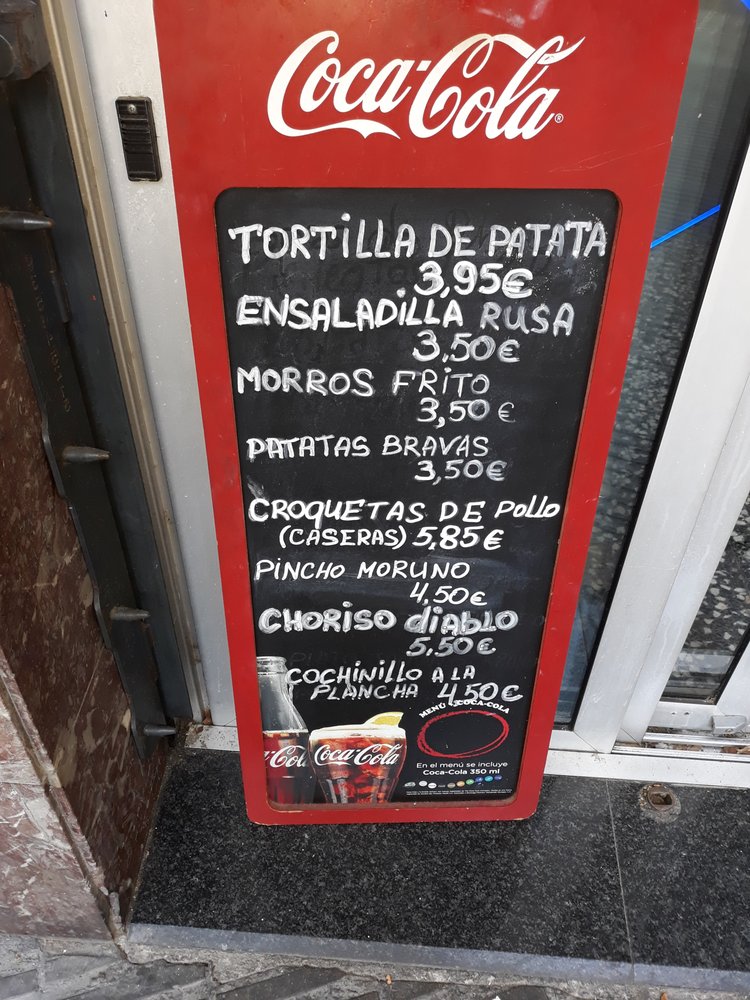 Coca-Cola®
TORTILLA DE PATATA
3,95€
ENSALADILLA RUSA
3,50€
MORROS FRITO
3,50€
PATATAS BRAVAS
3,50€
CROQUETAS DE POLLO
(CASERAS) 5,85€
PINCHO MORUNO
4,50€
CHORISO diABLO
5,50€
COCHINILLO A LA
PLANCHA 4,50€
MENÚ COCA-COLA
Coca-Cola
En el menú se incluye
Coca-Cola 350 ml